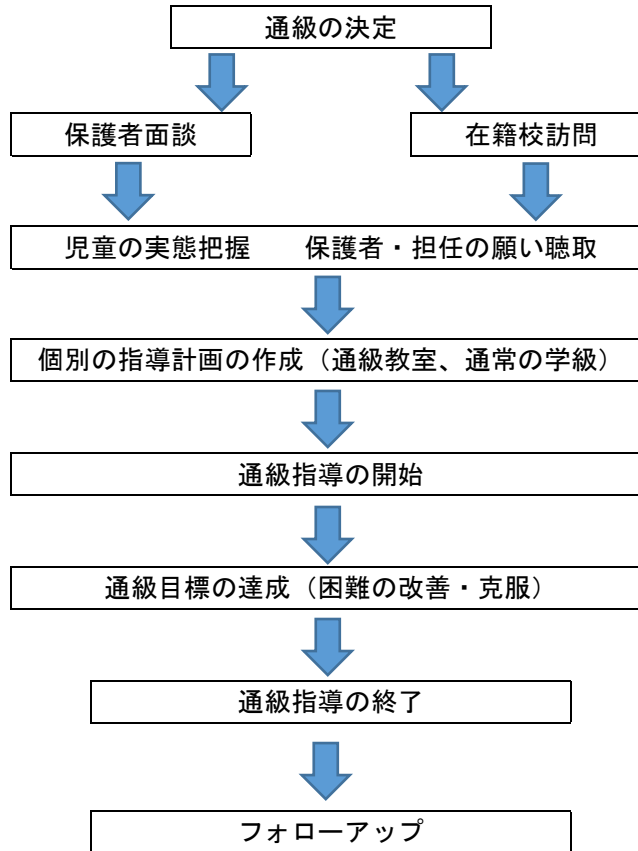 通級の決定
保護者面談
在籍校訪問
児童の実態把握　　保護者・担任の願い聴取
個別の指導計画の作成（通級教室、通常の学級）
通級指導の開始
通級目標の達成（困難の改善・克服）
通級指導の終了
フォローアップ